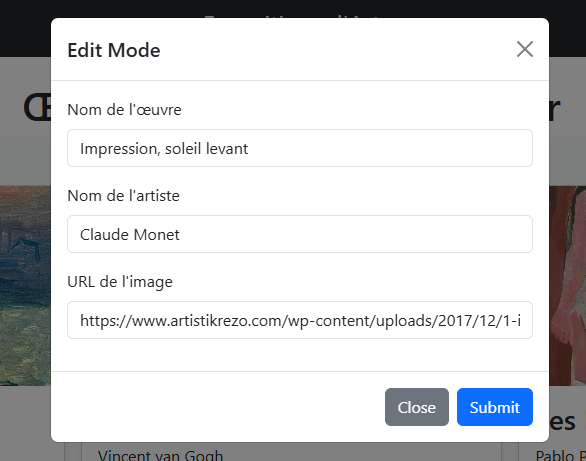 Edit Mode
Nom de l'œuvre
Impression, soleil levant
Nom de l'artiste
Claude Monet
URL de l'image
https://www.artistikrezo.com/wp-content/uploads/2017/12/1-i
Close Submit
Vincent van Gogh
Pablo